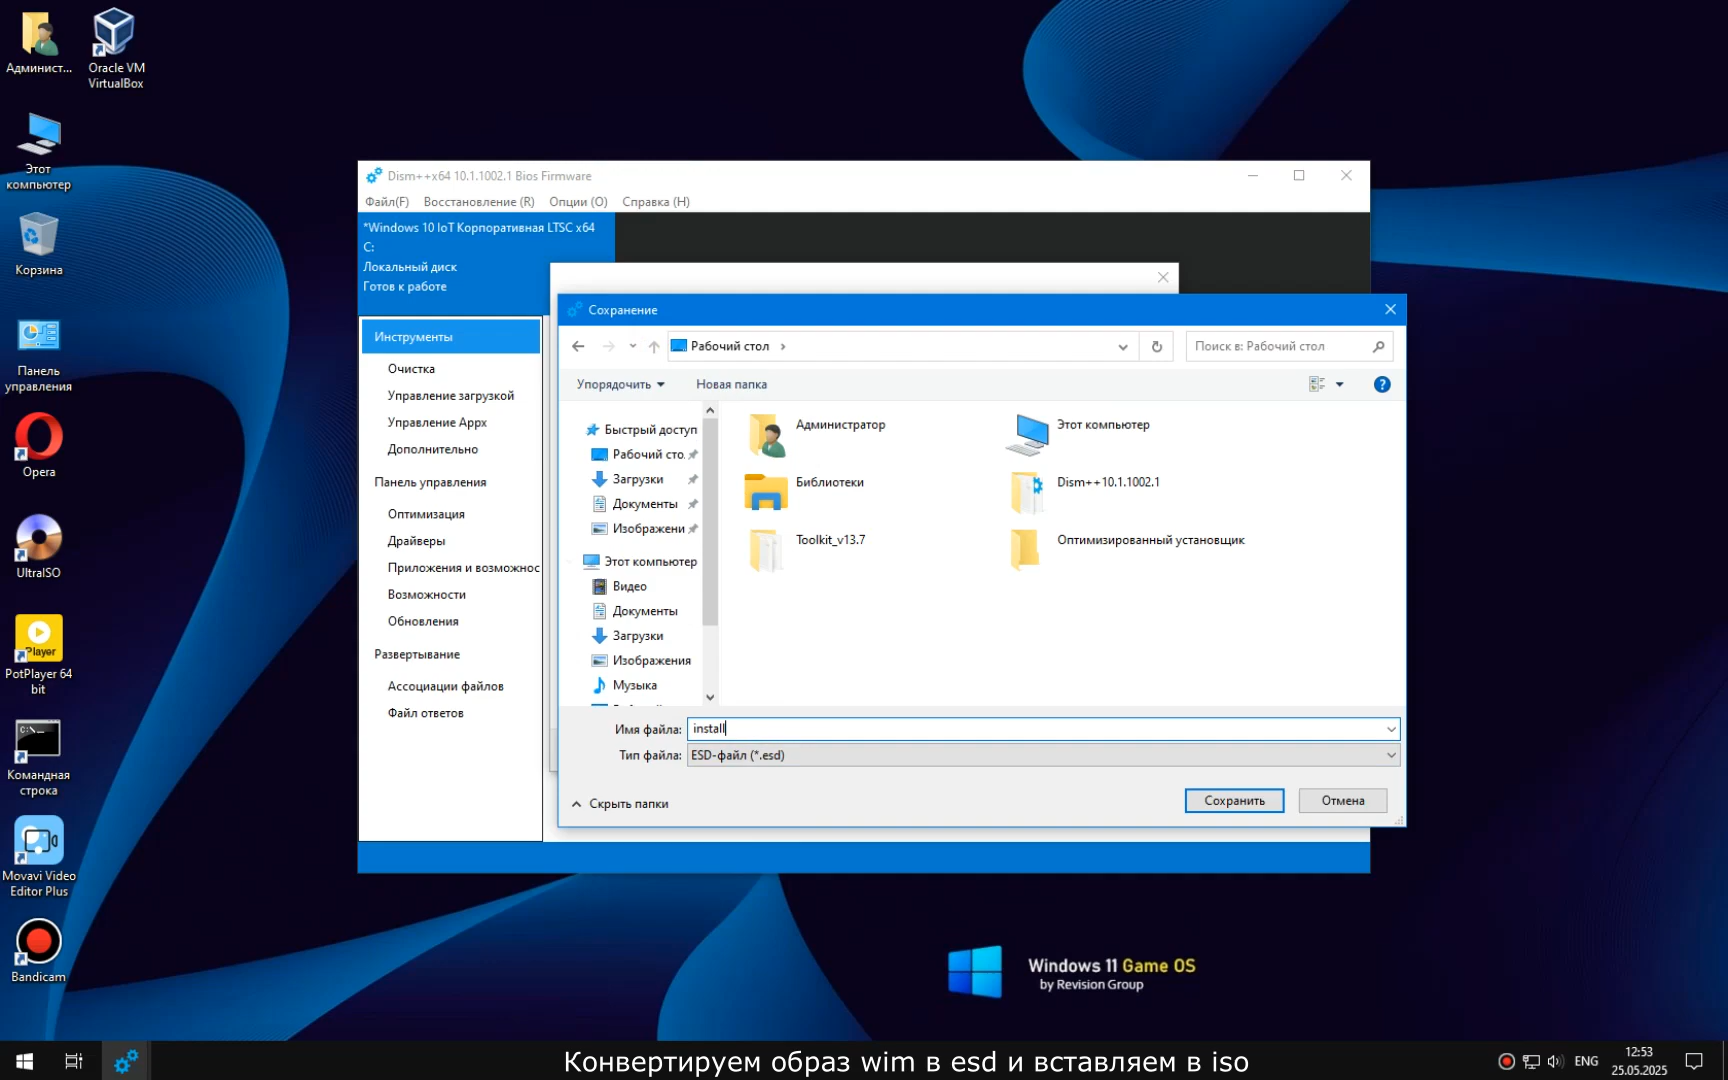 Админист...
Oracle VM
VirtualBox
Этот
компьютер
Корзина
Панель
управления
Opera
UltraISO
Player
PotPlayer 64
bit
C:\_
Командная
строка
Movavi Video
Editor Plus
Bandicam
Dism++x64 10.1.1002.1 Bios Firmware
Файл(F) Восстановление (R) Опции (O) Справка (H)
*Windows 10 IoT Корпоративная LTSC x64
C:
Локальный диск
Готов к работе
Инструменты
Очистка
Управление загрузкой
Управление Appx
Дополнительно
Панель управления
Оптимизация
Драйверы
Приложения и возможнос
Возможности
Обновления
Развертывание
Ассоциации файлов
Файл ответов
Сохранение
Рабочий стол
Поиск в: Рабочий стол
Упорядочить Новая папка
?
Быстрый доступ
Рабочий сто.
Загрузки
Документы
Изображени
Этот компьютер
Видео
Документы
Загрузки
Изображения
Музыка
Администратор
Этот компьютер
Библиотеки
Dism++10.1.1002.1
Toolkit_v13.7
Оптимизированный установщик
Имя файла: install
Тип файла: ESD-файл (*.esd)
Скрыть папки
Сохранить Отмена
Windows 11 Game OS
by Revision Group
Конвертируем образ wim в esd и вставляем в iso
ENG
12:53
25.05.2025